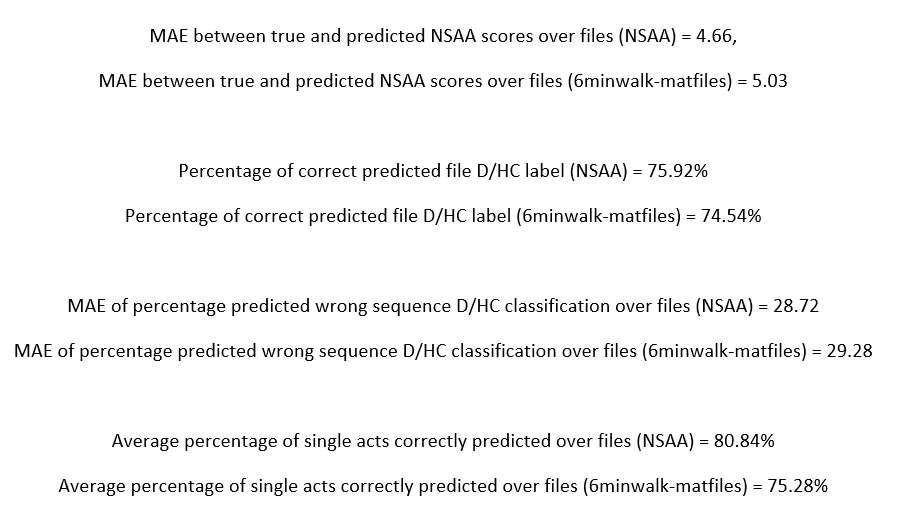 MAE between true and predicted NSAA scores over files (NSAA) = 4.66,
MAE between true and predicted NSAA scores over files (6minwalk-matfiles) = 5.03
Percentage of correct predicted file D/HC label (NSAA) = 75.92%
Percentage of correct predicted file D/HC label (6minwalk-matfiles) = 74.54%
MAE of percentage predicted wrong sequence D/HC classification over files (NSAA) = 28.72
MAE of percentage predicted wrong sequence D/HC classification over files (6minwalk-matfiles) = 29.28
Average percentage of single acts correctly predicted over files (NSAA) = 80.84%
Average percentage of single acts correctly predicted over files (6minwalk-matfiles) = 75.28%